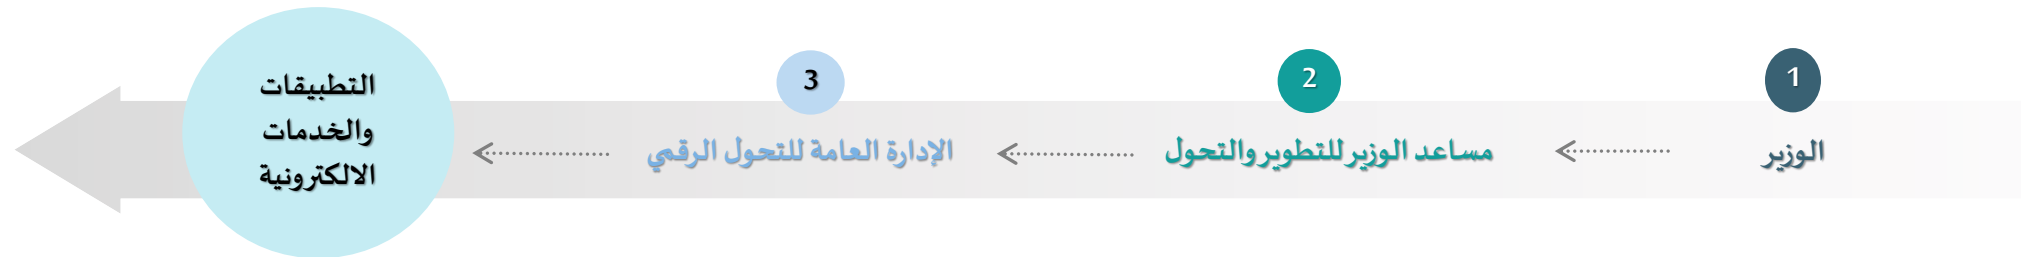 1
الوزير
2
مساعد الوزير للتطوير والتحول
3
الإدارة العامة للتحول الرقمي
التطبيقات
والخدمات
الالكترونية